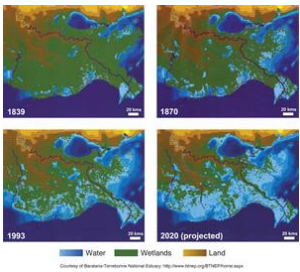 1839
20 kms
1870
20 kms
1993
20 kms
2020 (projected)
20 kms
Water Wetlands Land
Courtesy of Barataria-Terrebonne National Estuary: http://www.btnep.org/BTNEP/home.aspx